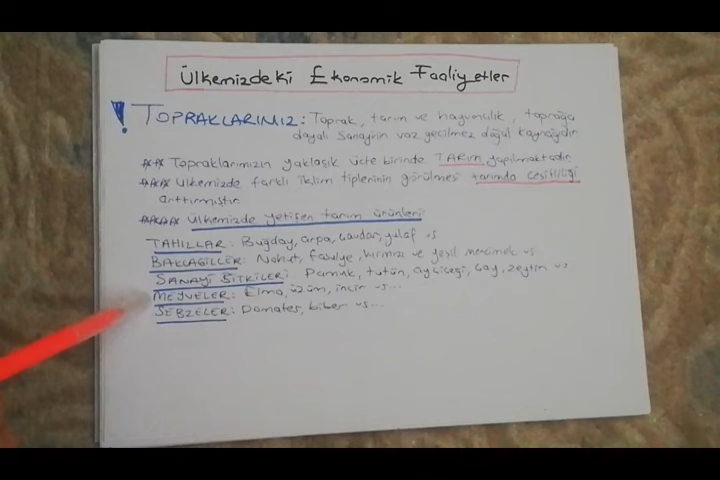 Ülkemizdeki Ekonomik Faaliyetler
! TOPRAKLARIMIZ: Toprak, tarım ve hayvancılık, toprağa
dayalı sanayinin vazgeçilmez doğal kaynağıdır.
*** Topraklarımızın yaklaşık üçte birinde TARIM yapılmaktadır.
*** Ülkemizde farklı iklim tiplerinin görülmesi tarımda çeşitliliği
arttırmıştır.
**** Ülkemizde yetişen tarım ürünleri
TAHILLAR: Buğday, arpa, çavdar, yulaf vs
BAKLAGİLLER: Nohut, fasulye, kırmızı ve yeşil mercimek vs.
SANAYİ BİTKİLERİ: Pamuk, tütün, ayçiçeği, çay, zeytin vs
MEYVELER: Elma, üzüm, incir vs...
SEBZELER: Domates, biber vs...